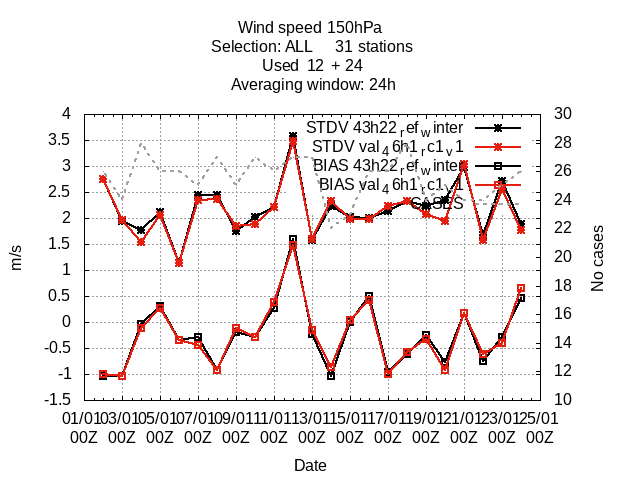 Wind speed 150hPa
Selection: ALL 31 stations
Used 12 + 24
Averaging window: 24h
4
3.5
3
2.5
2
1.5
1
0.5
0
-0.5
-1
-1.5
m/s
STDV 43h22_ref_winter
STDV val_46h1_rc1_v1
BIAS 43h22_ref_winter
BIAS val_46h1_rc1_v1
CASES
30
28
26
24
22
20
18
16
14
12
10
No cases
01/01 03/01 05/01 07/01 09/01 11/01 13/01 15/01 17/01 19/01 21/01 23/01 25/01
00Z 00Z 00Z 00Z 00Z 00Z 00Z 00Z 00Z 00Z 00Z 00Z 00Z
Date